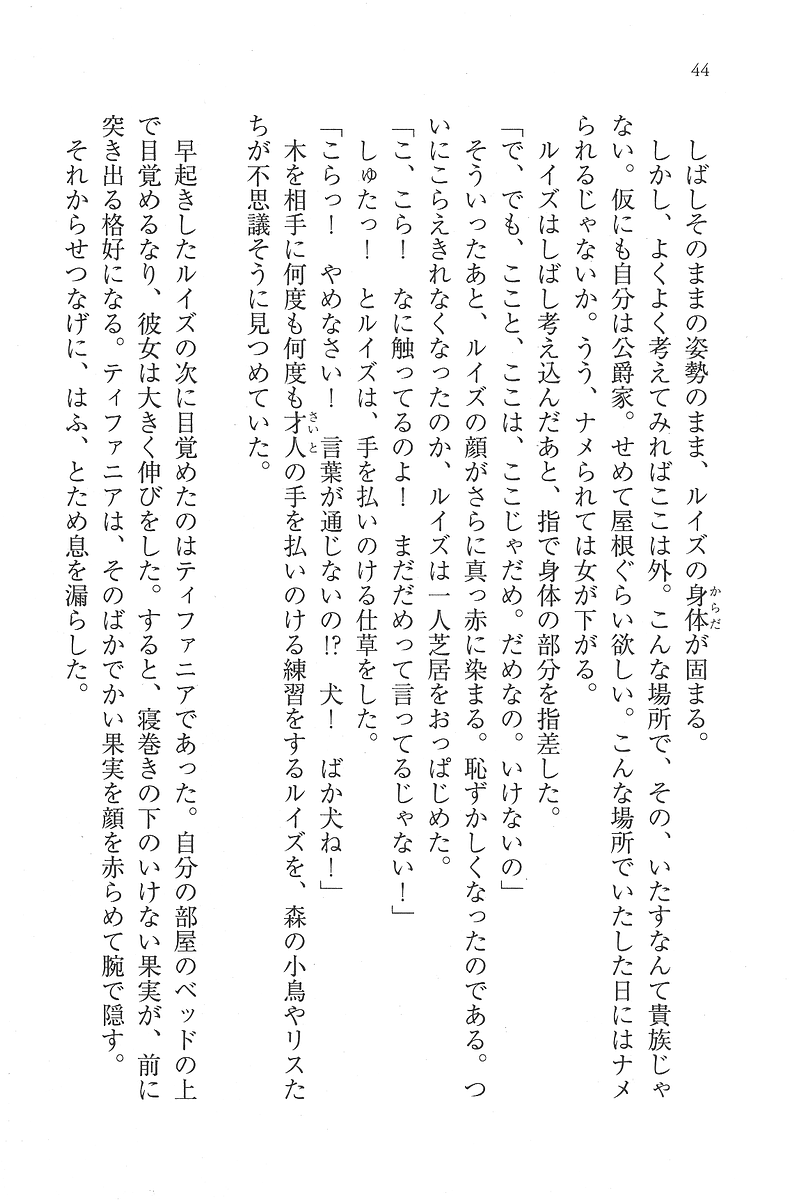 44
しばしそのままの姿勢のまま、ルイズの身体が固まる。
からだ
しかし、よくよく考えてみればここは外。こんな場所で、その、いたすなんて貴族じゃ
ない。仮にも自分は公爵家。せめて屋根ぐらい欲しい。こんな場所でいたした日にはナメ
られるじゃないか。うう、ナメられては女が下がる。
ルイズはしばし考え込んだあと、指で身体の部分を指差した。
「で、でも、ここと、ここは、ここじゃだめ。だめなの。いけないの」
そういったあと、ルイズの顔がさらに真っ赤に染まる。恥ずかしくなったのである。つ
いにこらえきれなくなったのか、ルイズは一人芝居をおっぱじめた。
「こ、こら！　なに触ってるのよ！　まだだめって言ってるじゃない！」
しゅたっ！　とルイズは、手を払いのける仕草をした。
「こらっ！　やめなさい！　言葉が通じないの!?　犬！　ばか犬ね！」
木を相手に何度も何度も才人の手を払いのける練習をするルイズを、森の小鳥やリスた
さいと
ちが不思議そうに見つめていた。
早起きしたルイズの次に目覚めたのはティファニアであった。自分の部屋のベッドの上
で目覚めるなり、彼女は大きく伸びをした。すると、寝巻きの下のいけない果実が、前に
突き出る格好になる。ティファニアは、そのばかでかい果実を顔を赤らめて腕で隠す。
それからせつなげに、はふ、とため息を漏らした。